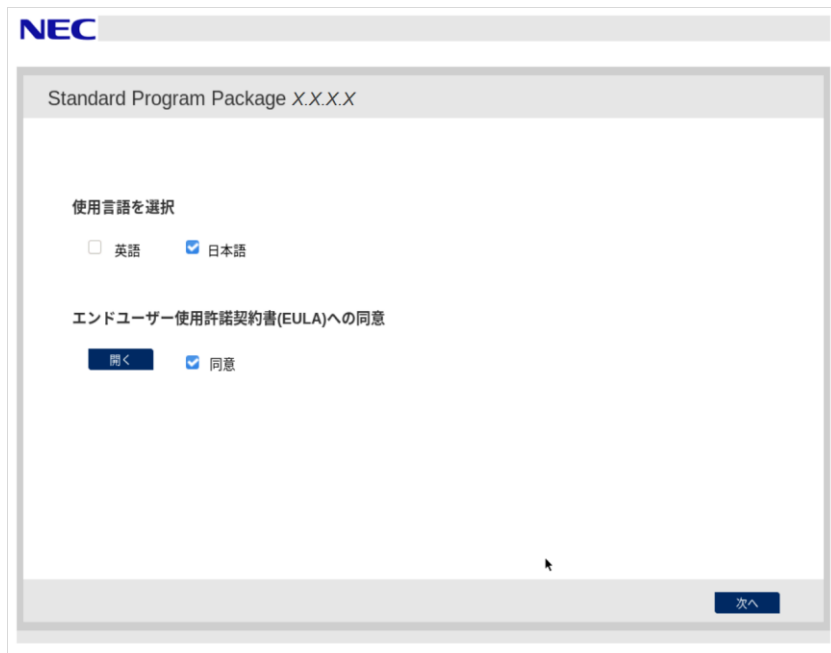 NEC
Standard Program Package X.X.X.X
使用言語を選択
英語 日本語
エンドユーザー使用許諾契約書(EULA)への同意
開く 同意
次へ